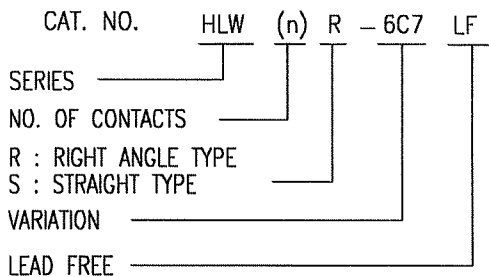 CAT. NO. HLW (n) R - 6C7 LF
SERIES
NO. OF CONTACTS
R : RIGHT ANGLE TYPE
S : STRAIGHT TYPE
VARIATION
LEAD FREE